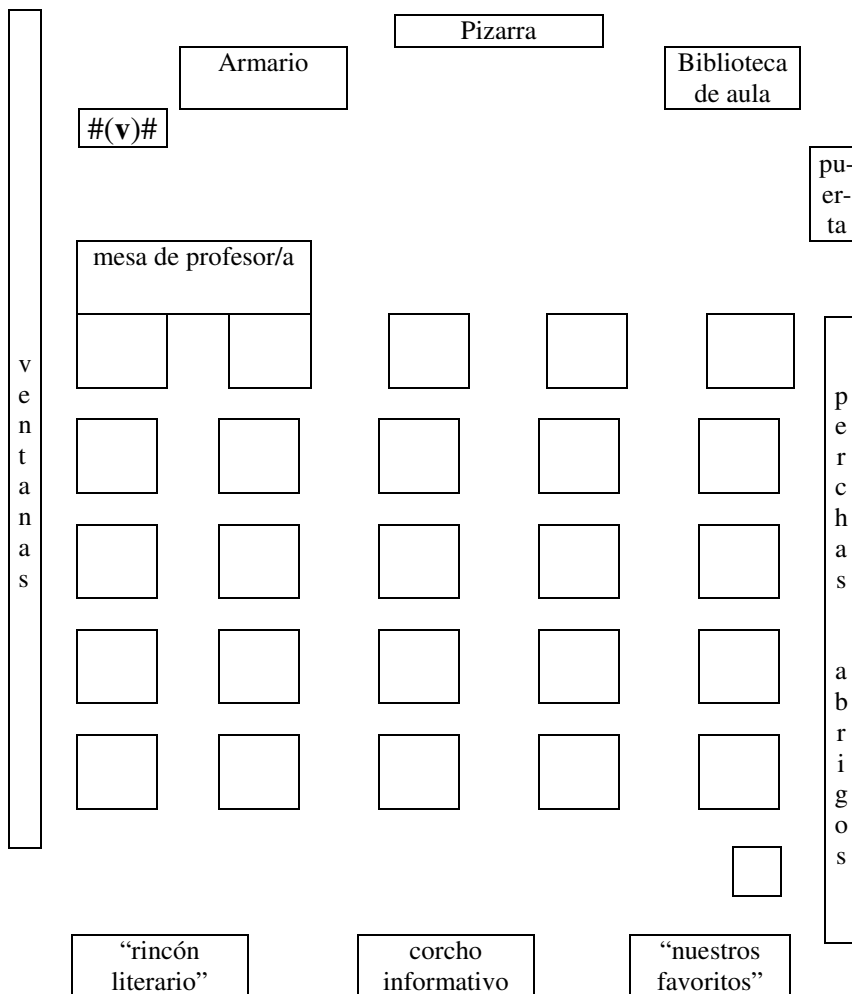 Pizarra
Armario
Biblioteca
de aula
#(v)#
pu-
er-
ta
mesa de profesor/a
v
e
n
t
a
n
a
s
p
e
r
c
h
a
s
a
b
r
i
g
o
s
“rincón
literario”
corcho
informativo
“nuestros
favoritos”